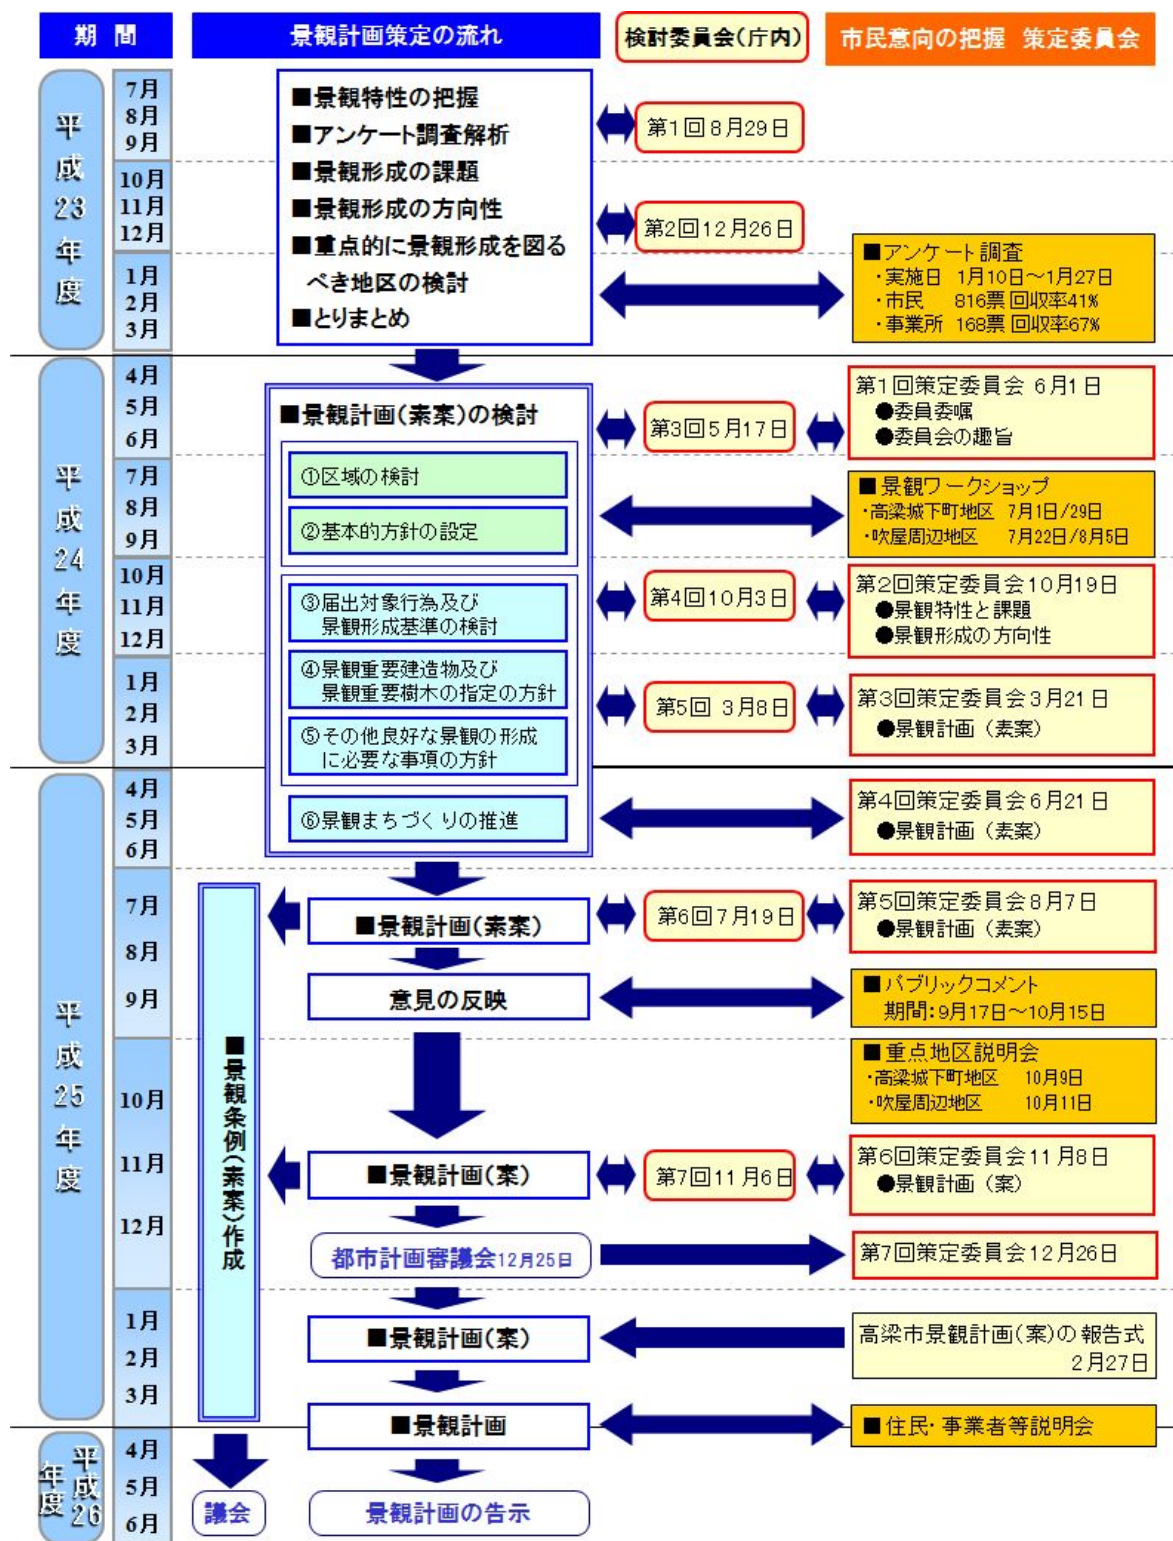 期 間
景観計画策定の流れ
検討委員会(庁内)
市民意向の把握 策定委員会
平成23年度
7月
8月
9月
10月
11月
12月
1月
2月
3月
■景観特性の把握
■アンケート調査解析
■景観形成の課題
■景観形成の方向性
■重点的に景観形成を図る
べき地区の検討
■とりまとめ
第1回8月29日
第2回12月26日
■アンケート調査
・実施日 1月10日～1月27日
・市民 816票 回収率41%
・事業所 168票 回収率67%
平成24年度
4月
5月
6月
7月
8月
9月
10月
11月
12月
1月
2月
3月
■景観計画(素案)の検討
①区域の検討
②基本的方針の設定
③届出対象行為及び
景観形成基準の検討
④景観重要建造物及び
景観重要樹木の指定の方針
⑤その他良好な景観の形成
に必要な事項の方針
⑥景観まちづくりの推進
第3回5月17日
第4回10月3日
第5回 3月8日
第1回策定委員会 6月1日
●委員委嘱
●委員会の趣旨
■景観ワークショップ
・高梁城下町地区 7月1日/29日
・吹屋周辺地区 7月22日/8月5日
第2回策定委員会10月19日
●景観特性と課題
●景観形成の方向性
第3回策定委員会3月21日
●景観計画（素案）
平成25年度
4月
5月
6月
7月
8月
9月
10月
11月
12月
1月
2月
3月
第4回策定委員会6月21日
●景観計画（素案）
■景観条例(素案)作成
■景観計画(素案)
第6回7月19日
第5回策定委員会8月7日
●景観計画（素案）
意見の反映
■パブリックコメント
期間:9月17日～10月15日
■重点地区説明会
・高梁城下町地区 10月9日
・吹屋周辺地区 10月11日
■景観計画(案)
第7回11月6日
第6回策定委員会11月8日
●景観計画（案）
都市計画審議会12月25日
第7回策定委員会12月26日
■景観計画(案)
高梁市景観計画(案)の報告式
2月27日
■景観計画
■住民・事業者等説明会
平成26年度
4月
5月
6月
議会
景観計画の告示